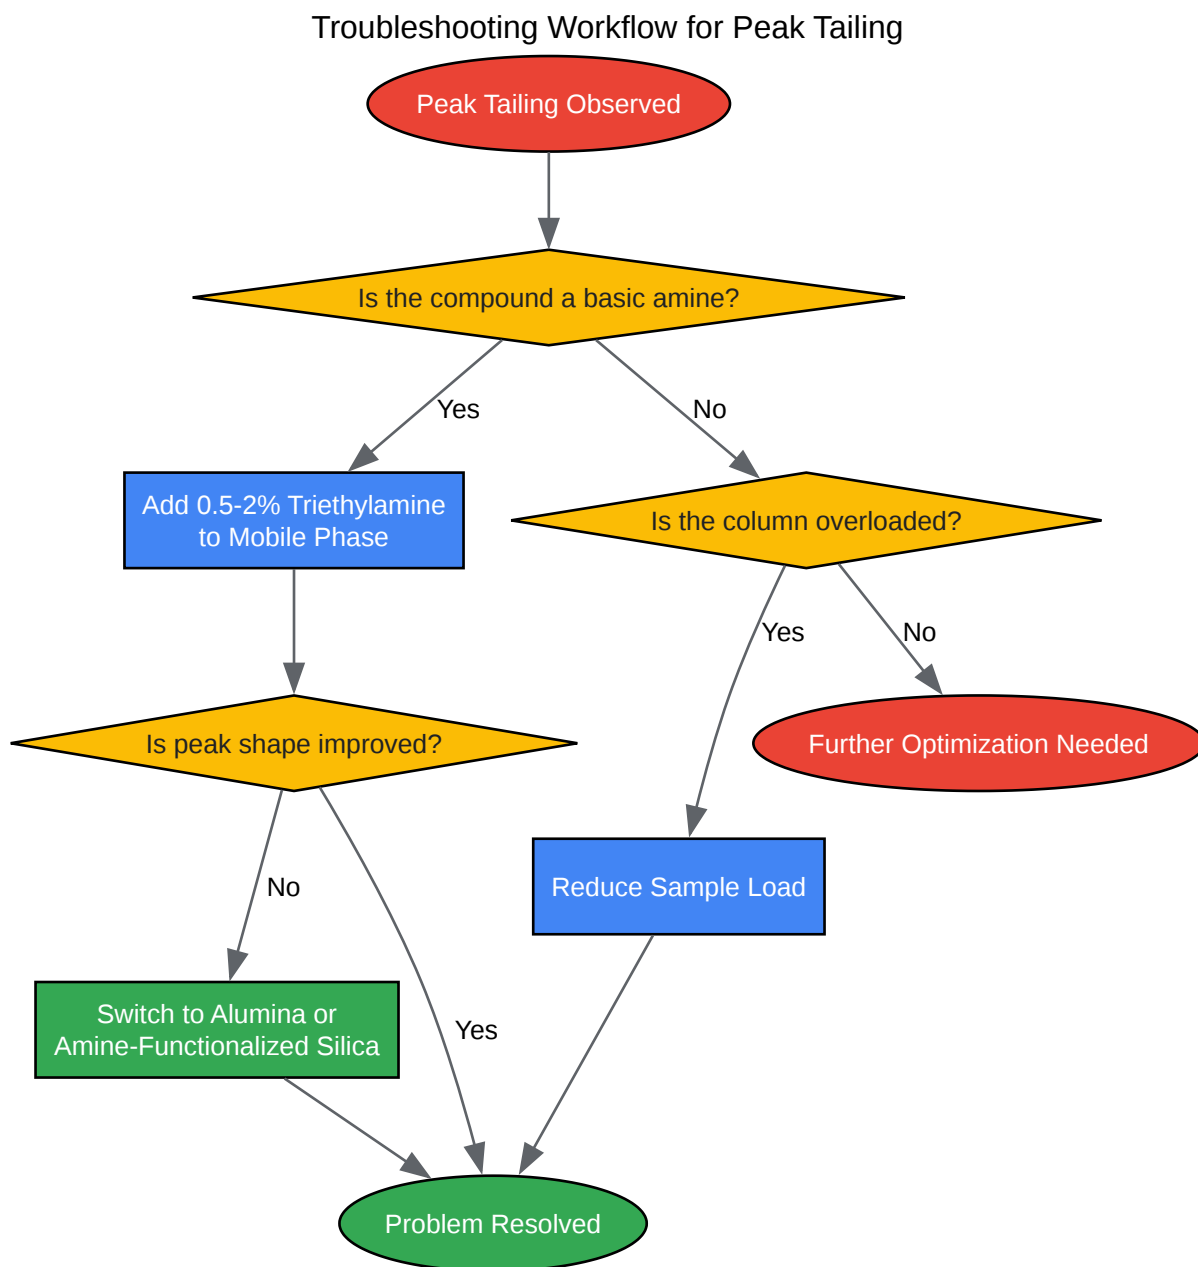 Troubleshooting Workflow for Peak Tailing
Peak Tailing Observed
Is the compound a basic amine?
Yes
No
Add 0.5-2% Triethylamine
to Mobile Phase
Is the column overloaded?
Yes
No
Is peak shape improved?
Further Optimization Needed
No
Reduce Sample Load
Switch to Alumina or
Amine-Functionalized Silica
Yes
Problem Resolved